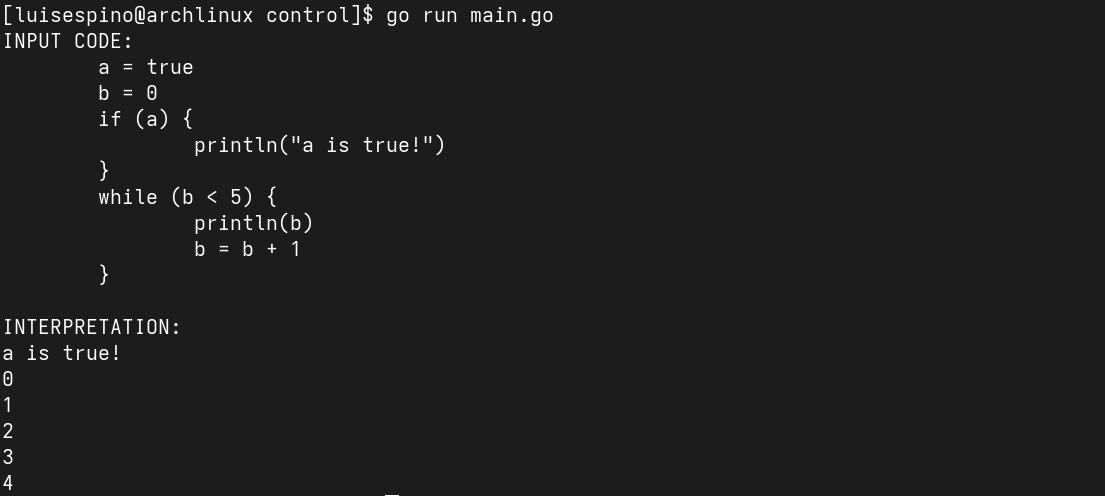 [luisespino@archlinux control]$ go run main.go
INPUT CODE:
        a = true
        b = 0
        if (a) {
                println("a is true!")
        }
        while (b < 5) {
                println(b)
                b = b + 1
        }

INTERPRETATION:
a is true!
0
1
2
3
4